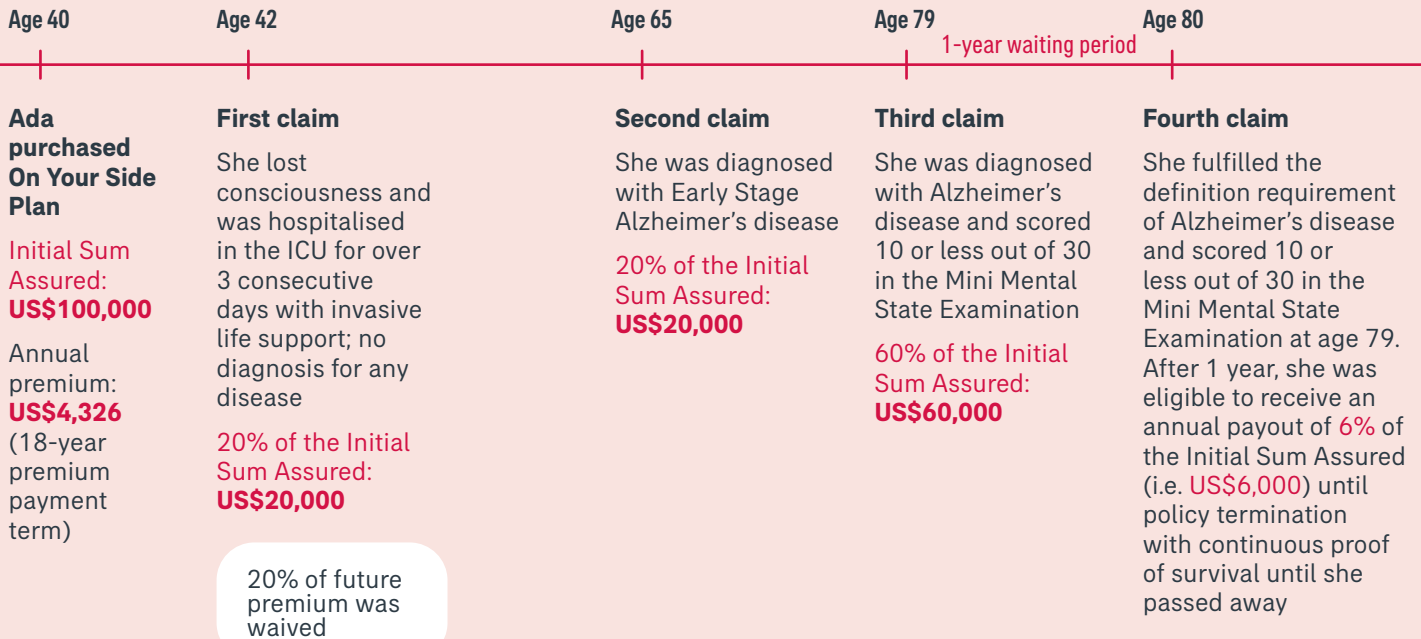 Age 40
Age 42
Age 65
Age 79
Age 80
1-year waiting period
Ada
purchased
On Your Side
Plan
Initial Sum
Assured:
US$100,000
Annual
premium:
US$4,326
(18-year
premium
payment
term)
First claim
She lost
consciousness and
was hospitalised
in the ICU for over
3 consecutive
days with invasive
life support; no
diagnosis for any
disease
20% of the Initial
Sum Assured:
US$20,000
20% of future
premium was
waived
Second claim
She was diagnosed
with Early Stage
Alzheimer’s disease
20% of the Initial
Sum Assured:
US$20,000
Third claim
She was diagnosed
with Alzheimer’s
disease and scored
10 or less out of 30
in the Mini Mental
State Examination
60% of the Initial
Sum Assured:
US$60,000
Fourth claim
She fulfilled the
definition requirement
of Alzheimer’s disease
and scored 10 or
less out of 30 in the
Mini Mental State
Examination at age 79.
After 1 year, she was
eligible to receive an
annual payout of 6% of
the Initial Sum Assured
(i.e. US$6,000) until
policy termination
with continuous proof
of survival until she
passed away